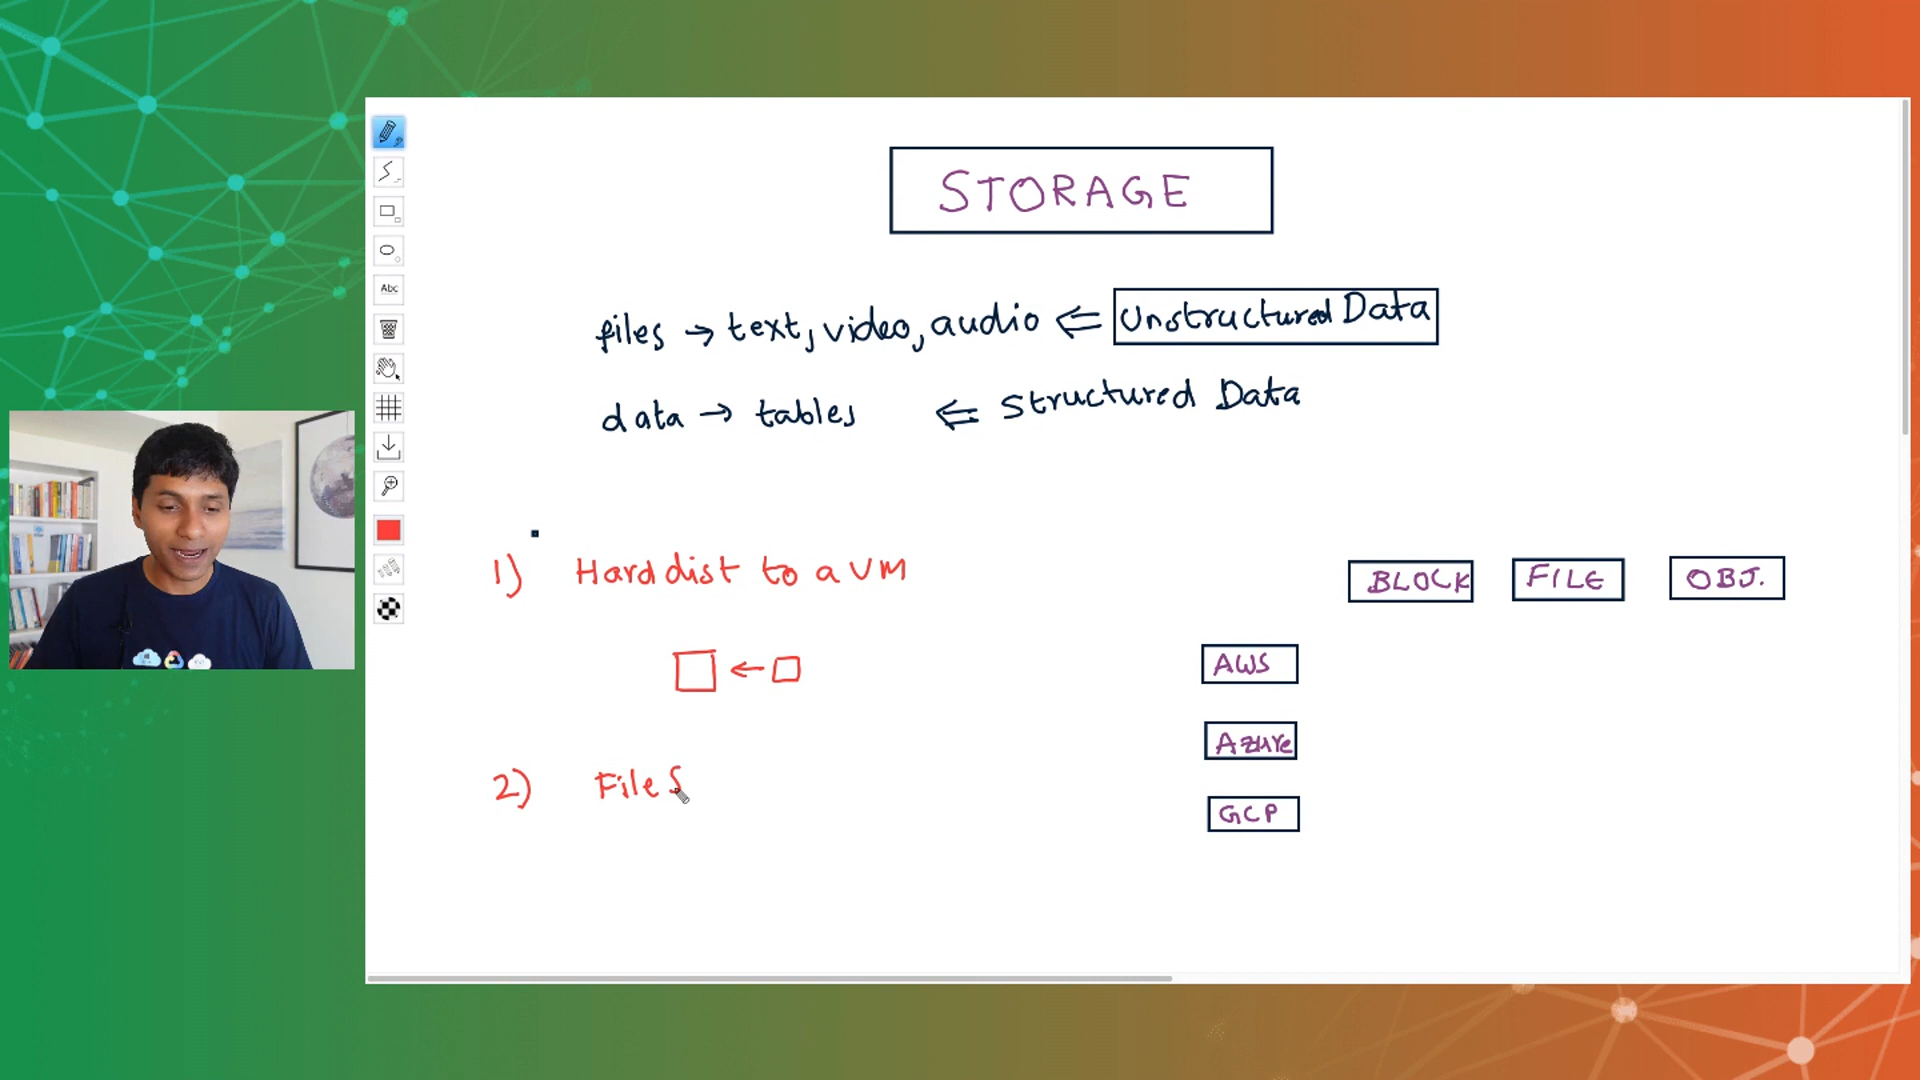 Abc
STORAGE
files → text, video, audio ⇐ Unstructured Data
data → tables ⇐ Structured Data
1) Hard dist to a VM
BLOCK FILE OBJ.
AWS
Azure
2) File S
GCP